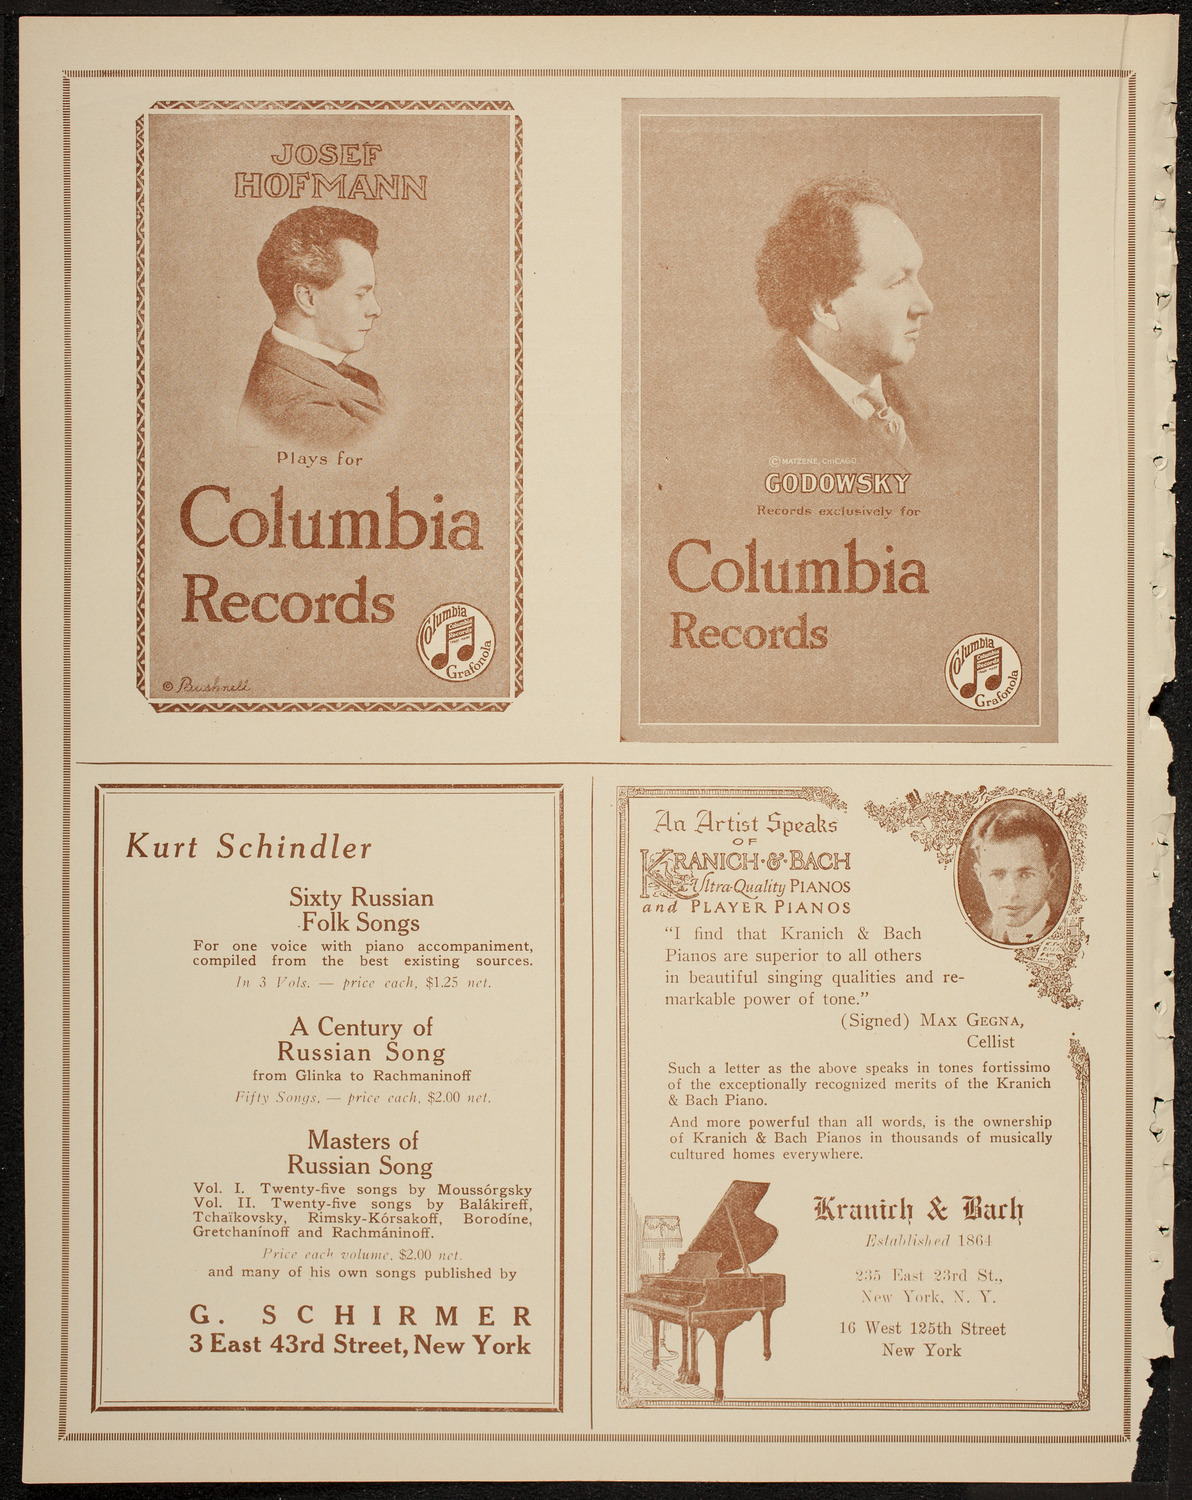 JOSEF
HOFMANN
Plays for
Columbia
Records
Columbia
Columbia
Records
Grafonola
© Bushnell
© MATZENE, CHICAGO
GODOWSKY
Records exclusively for
Columbia
Records
Columbia
Columbia
Records
Grafonola
Kurt Schindler
Sixty Russian
Folk Songs
For one voice with piano accompaniment,
compiled from the best existing sources.
In 3 Vols. — price each, $1.25 net.
A Century of
Russian Song
from Glinka to Rachmaninoff
Fifty Songs, — price each, $2.00 net.
Masters of
Russian Song
Vol. I. Twenty-five songs by Moussórgsky
Vol. II. Twenty-five songs by Balákireff,
Tchaïkovsky, Rimsky-Kórsakoff, Borodíne,
Gretchanínoff and Rachmáninoff.
Price each volume, $2.00 net.
and many of his own songs published by
G. SCHIRMER
3 East 43rd Street, New York
An Artist Speaks
OF
KRANICH·&·BACH
Ultra-Quality PIANOS
and PLAYER PIANOS
“I find that Kranich & Bach
Pianos are superior to all others
in beautiful singing qualities and re-
markable power of tone.”
(Signed) MAX GEGNA,
Cellist
Such a letter as the above speaks in tones fortissimo
of the exceptionally recognized merits of the Kranich
& Bach Piano.
And more powerful than all words, is the ownership
of Kranich & Bach Pianos in thousands of musically
cultured homes everywhere.
Kranich & Bach
Established 1864
235 East 23rd St.,
New York, N. Y.
16 West 125th Street
New York